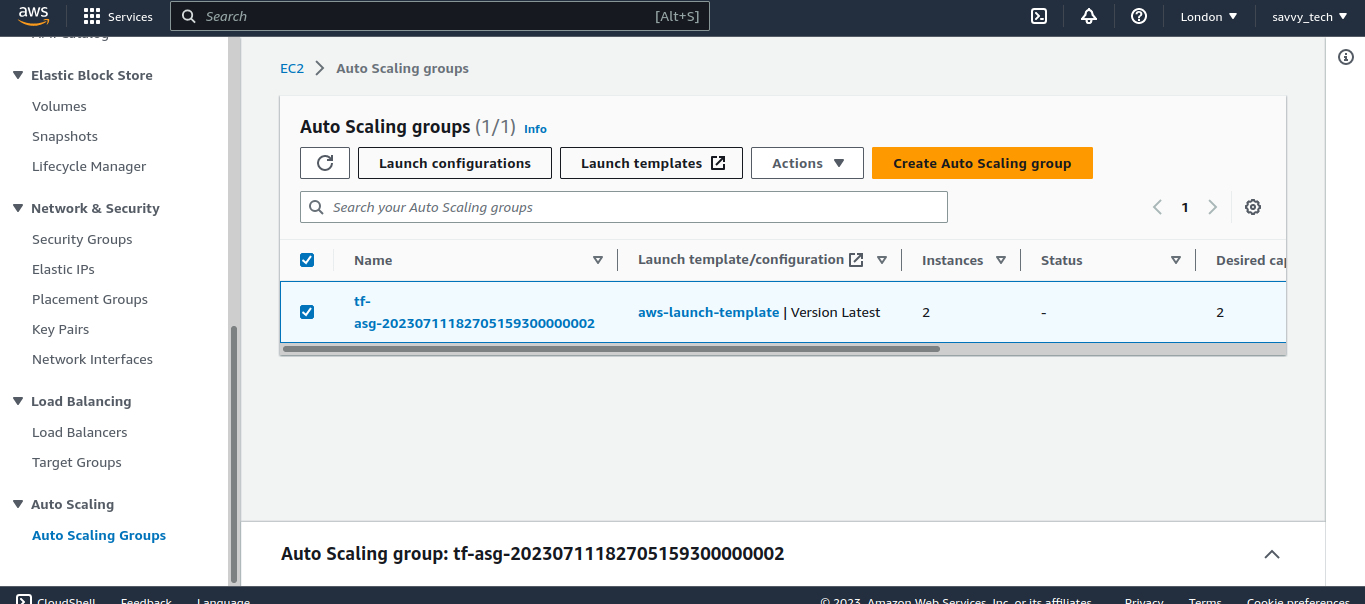 aws
Services
Search
[Alt+S]
London
savvy_tech
Elastic Block Store
Volumes
Snapshots
Lifecycle Manager
Network & Security
Security Groups
Elastic IPs
Placement Groups
Key Pairs
Network Interfaces
Load Balancing
Load Balancers
Target Groups
Auto Scaling
Auto Scaling Groups
EC2 > Auto Scaling groups
Auto Scaling groups (1/1) Info
Launch configurations
Launch templates
Actions
Create Auto Scaling group
Search your Auto Scaling groups
1
Name
Launch template/configuration
Instances
Status
Desired cap
tf-
asg-20230711182705159300000002
aws-launch-template | Version Latest
2
-
2
Auto Scaling group: tf-asg-20230711182705159300000002
CloudShell
Feedback
Language
© 2023, Amazon Web Services, Inc. or its affiliates.
Privacy
Terms
Cookie preferences